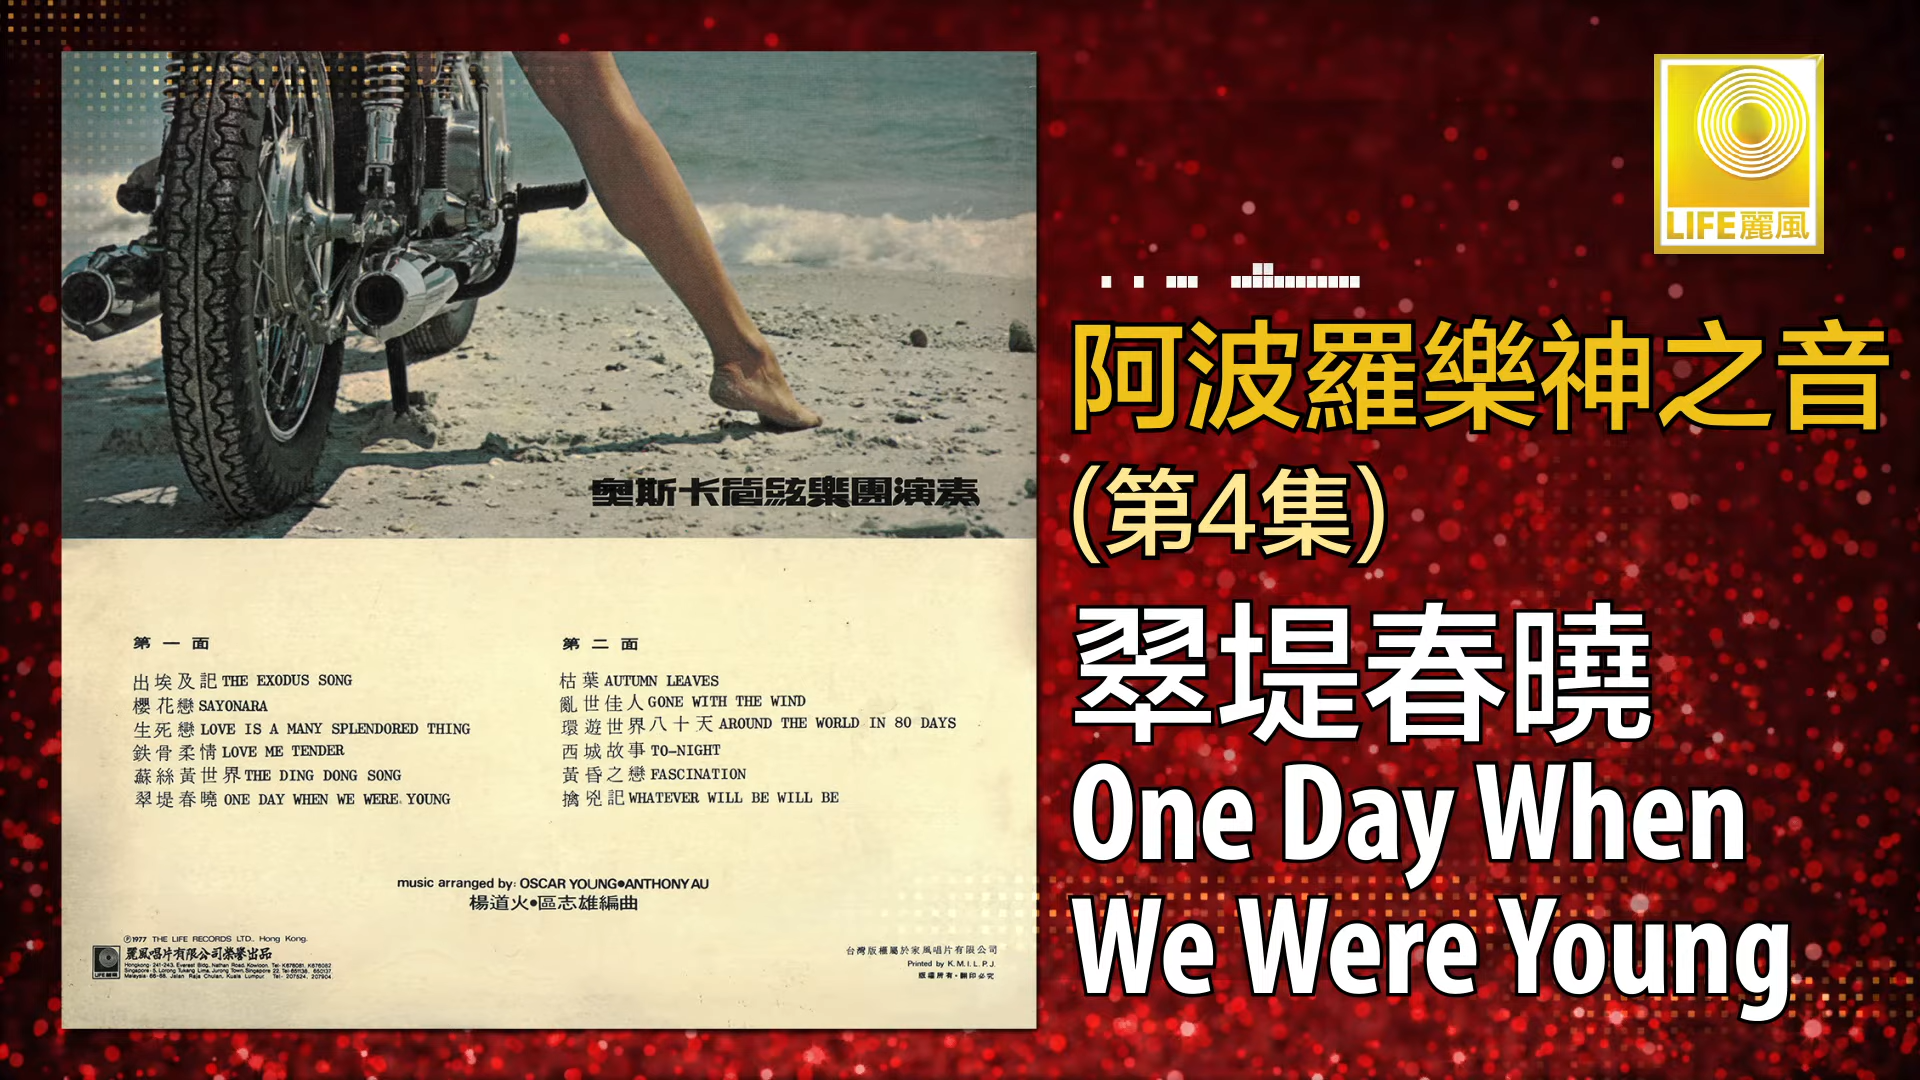 奧斯卡管絃樂團演奏
第一面
出埃及記 THE EXODUS SONG
櫻花戀 SAYONARA
生死戀 LOVE IS A MANY SPLENDORED THING
鉄骨柔情 LOVE ME TENDER
蘇絲黃世界 THE DING DONG SONG
翠堤春曉 ONE DAY WHEN WE WERE YOUNG
第二面
枯葉 AUTUMN LEAVES
亂世佳人 GONE WITH THE WIND
環遊世界八十天 AROUND THE WORLD IN 80 DAYS
西城故事 TO-NIGHT
黃昏之戀 FASCINATION
擒兇記 WHATEVER WILL BE WILL BE
music arranged by: OSCAR YOUNG●ANTHONY AU
楊道火●區志雄編曲
Ⓟ1977 THE LIFE RECORDS LTD. Hong Kong.
麗風唱片有限公司榮譽出品
LIFE麗風
台灣版權屬於家風唱片有限公司
Printed by K.M.I.L.P.J.
版權所有•翻印必究
LIFE麗風
阿波羅樂神之音
(第4集)
翠堤春曉
One Day When
We Were Young